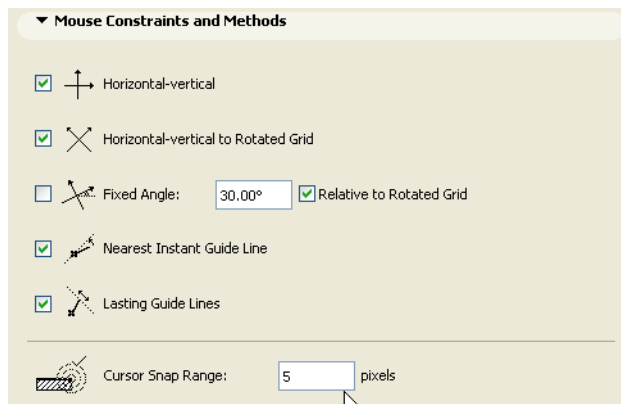 Mouse Constraints and Methods
Horizontal-vertical
Horizontal-vertical to Rotated Grid
Fixed Angle: 30.00° Relative to Rotated Grid
Nearest Instant Guide Line
Lasting Guide Lines
Cursor Snap Range: 5 pixels